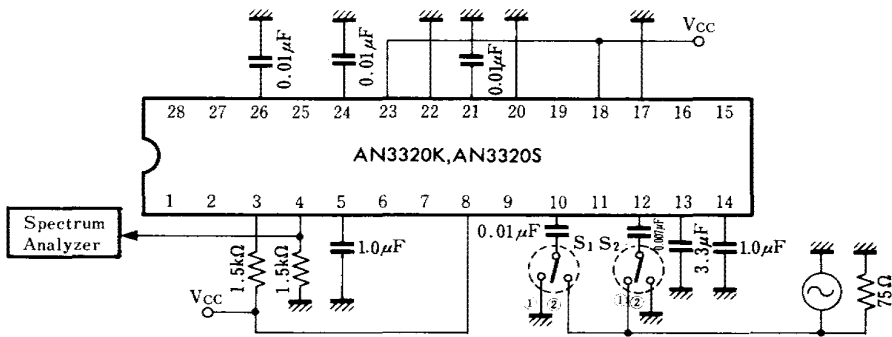 Vcc
0.01μF
0.01μF
0.01μF
28 27 26 25 24 23 22 21 20 19 18 17 16 15
AN3320K,AN3320S
1 2 3 4 5 6 7 8 9 10 11 12 13 14
Spectrum
Analyzer
1.5kΩ
1.5kΩ
1.0μF
0.01μF
S1 S2
0.007μF
3.3μF
1.0μF
① ②
① ②
75Ω
Vcc